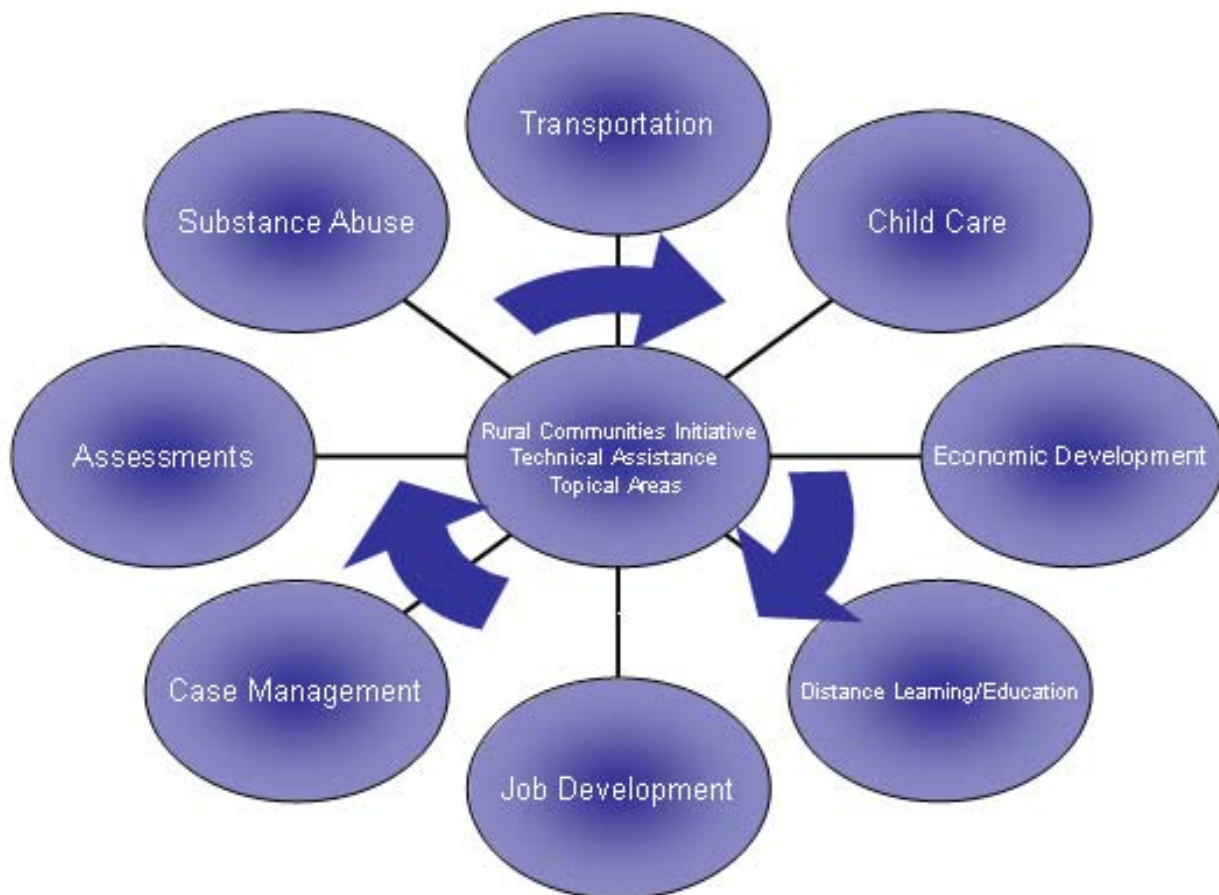 Transportation
Substance Abuse
Child Care
Rural Communities Initiative
Technical Assistance
Topical Areas
Assessments
Economic Development
Case Management
Distance Learning/Education
Job Development